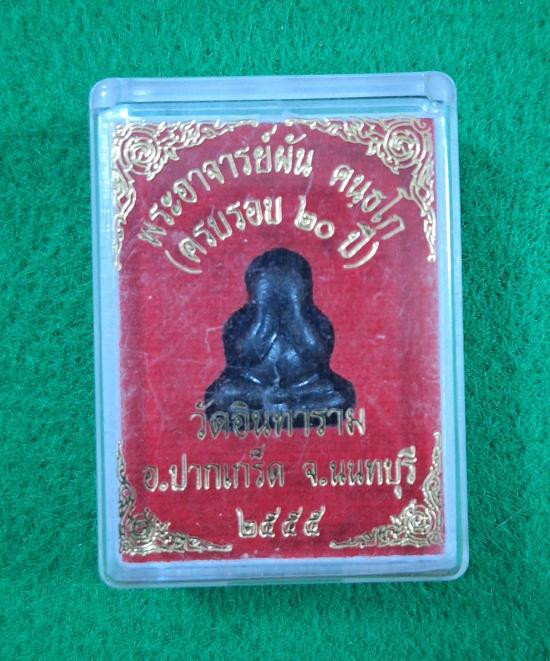 พระอาจารย์ผัน คนฺธโก
(ครบรอบ ๒๐ ปี)
วัดอินทาราม
อ.ปากเกร็ด จ.นนทบุรี
๒๕๕๕